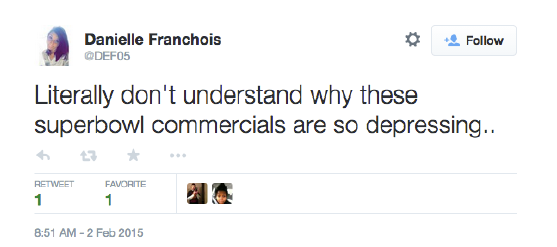 Danielle Franchois
@DEF05
Follow
Literally don't understand why these
superbowl commercials are so depressing..
RETWEET FAVORITE
1 1
8:51 AM - 2 Feb 2015